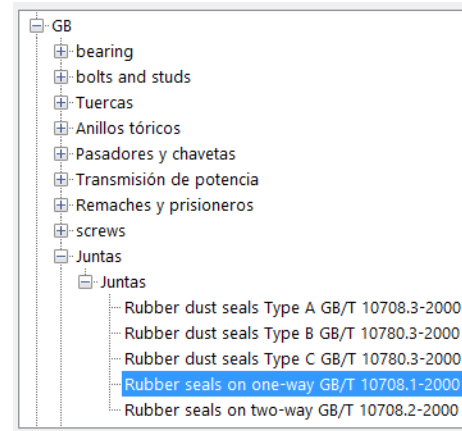 GB
bearing
bolts and studs
Tuercas
Anillos tóricos
Pasadores y chavetas
Transmisión de potencia
Remaches y prisioneros
screws
Juntas
Juntas
Rubber dust seals Type A GB/T 10708.3-2000
Rubber dust seals Type B GB/T 10780.3-2000
Rubber dust seals Type C GB/T 10780.3-2000
Rubber seals on one-way GB/T 10708.1-2000
Rubber seals on two-way GB/T 10708.2-2000